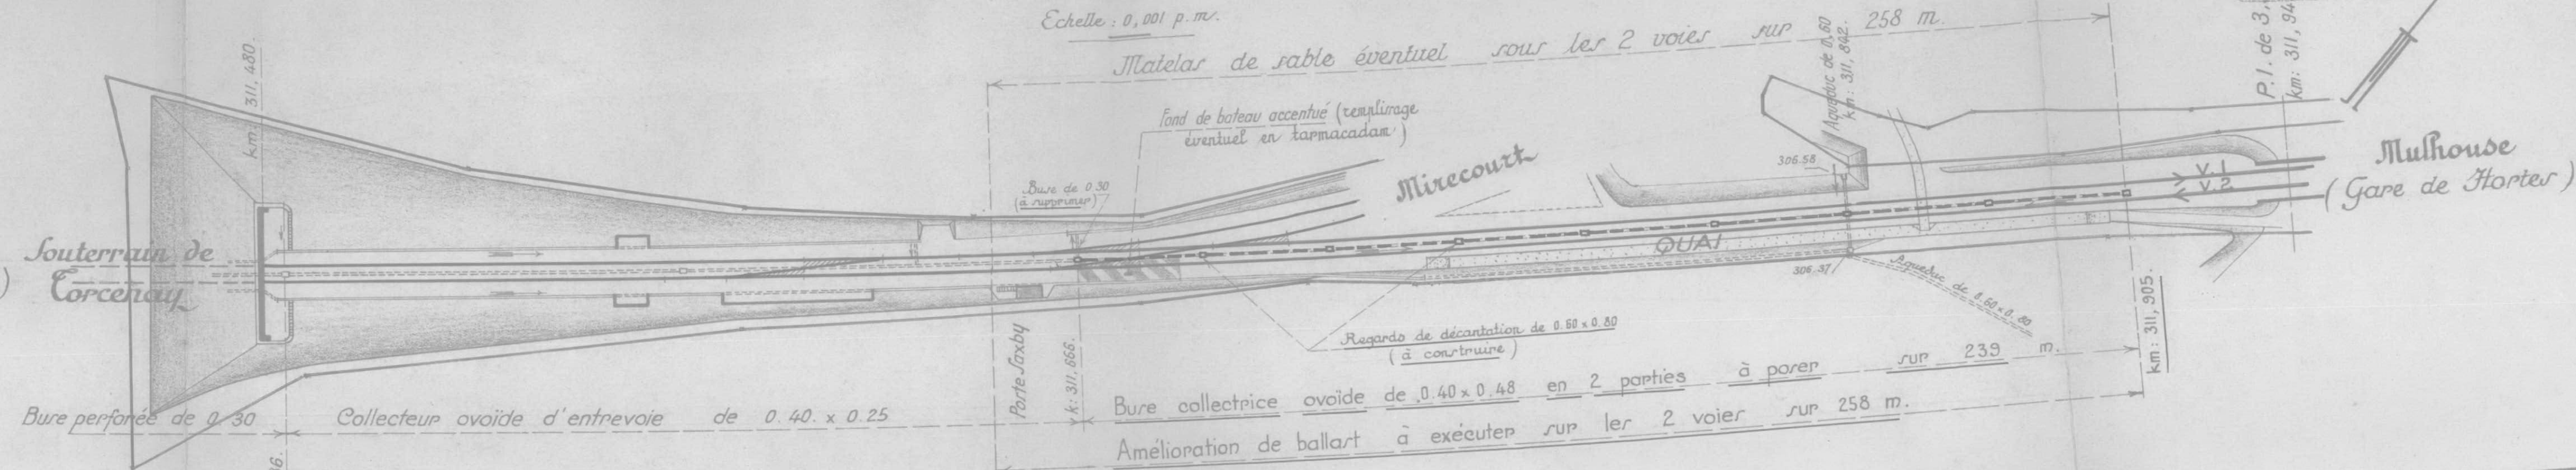 Echelle : 0,001 p.m.
Matelas de sable éventuel sous les 2 voies sur 258 m.
km. 311, 480.
Fond de bateau accentué (remplissage
éventuel en tarmacadam)
Buse de 0.30
(à supprimer)
Mirecourt
Aqueduc de 0,60
km: 311, 842.
P.I. de 3,
km: 311, 94
306.58
Mulhouse
(Gare de Hortes)
V.1
V.2
Souterrain de
Torcenay
)
QUAI
306.37
Aqueduc de 0.60 x 0.80
Regards de décantation de 0.60 x 0.80
(à construire)
Porte Saxby
k: 311,666.
km: 311,905.
Buse perforée de 0.30
Collecteur ovoïde d'entrevoie de 0.40. x 0.25
Buse collectrice ovoïde de 0.40 x 0.48 en 2 parties à poser sur 239 m.
Amélioration de ballast à exécuter sur les 2 voies sur 258 m.
6.